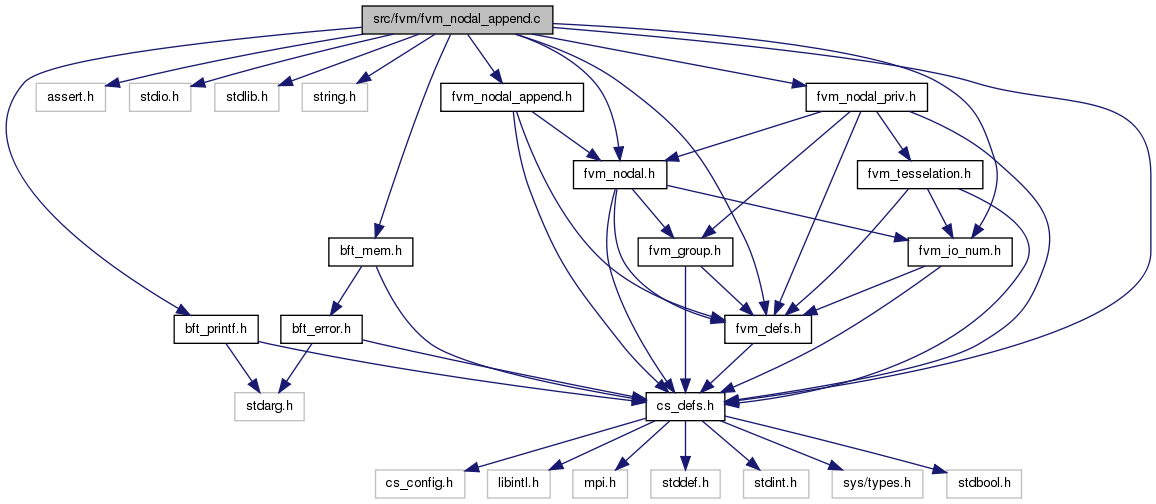 src/fvm/fvm_nodal_append.c
assert.h
stdio.h
stdlib.h
string.h
fvm_nodal_append.h
fvm_nodal_priv.h
fvm_nodal.h
fvm_tesselation.h
bft_mem.h
fvm_group.h
fvm_io_num.h
bft_printf.h
bft_error.h
fvm_defs.h
stdarg.h
cs_defs.h
cs_config.h
libintl.h
mpi.h
stddef.h
stdint.h
sys/types.h
stdbool.h